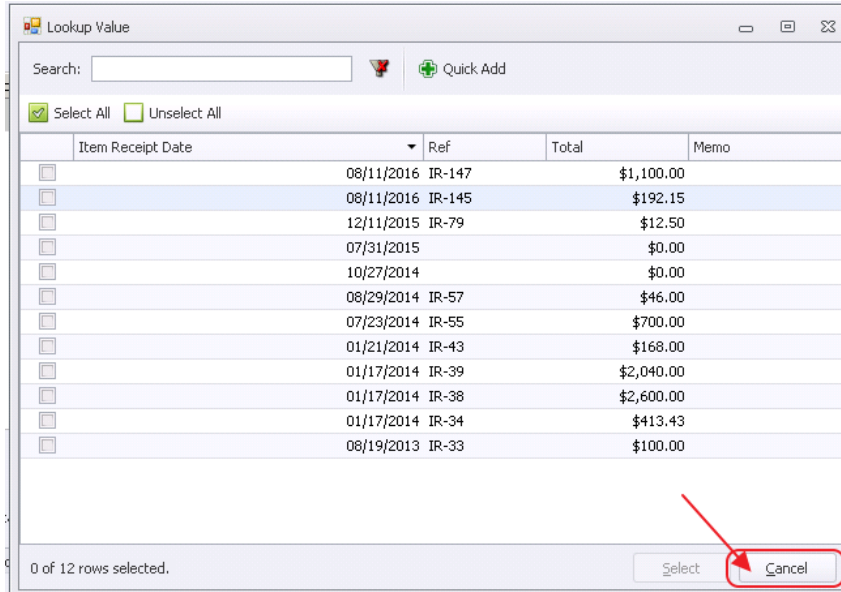 Lookup Value
Search: Quick Add
Select All Unselect All
Item Receipt Date Ref Total Memo
08/11/2016 IR-147 $1,100.00
08/11/2016 IR-145 $192.15
12/11/2015 IR-79 $12.50
07/31/2015 $0.00
10/27/2014 $0.00
08/29/2014 IR-57 $46.00
07/23/2014 IR-55 $700.00
01/21/2014 IR-43 $168.00
01/17/2014 IR-39 $2,040.00
01/17/2014 IR-38 $2,600.00
01/17/2014 IR-34 $413.43
08/19/2013 IR-33 $100.00
0 of 12 rows selected. Select Cancel